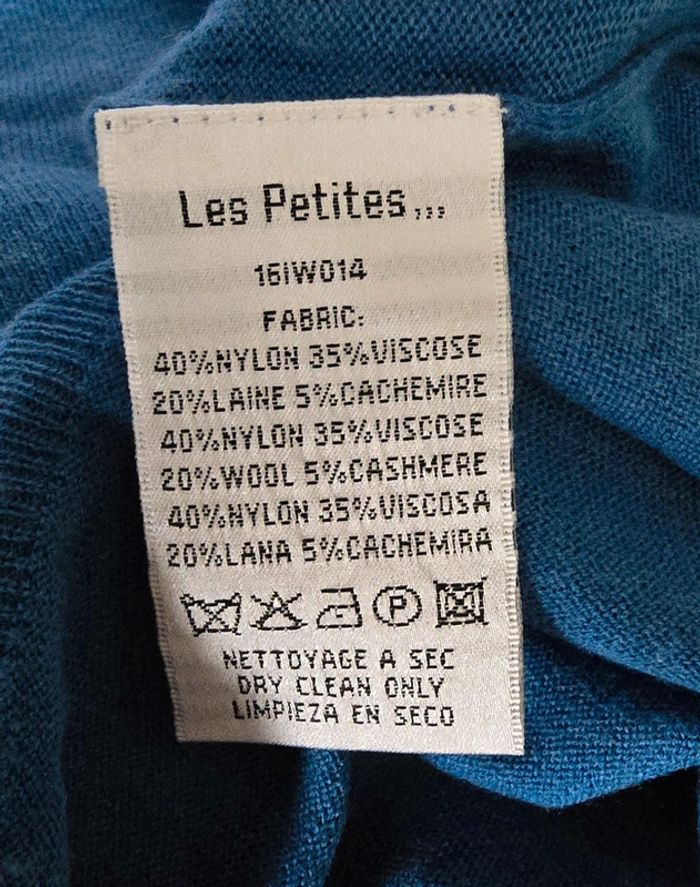 Les Petites...
16IW014
FABRIC:
40%NYLON 35%VISCOSE
20%LAINE 5%CACHEMIRE
40%NYLON 35%VISCOSE
20%WOOL 5%CASHMERE
40%NYLON 35%VISCOSA
20%LANA 5%CACHEMIRA
P
NETTOYAGE A SEC
DRY CLEAN ONLY
LIMPIEZA EN SECO